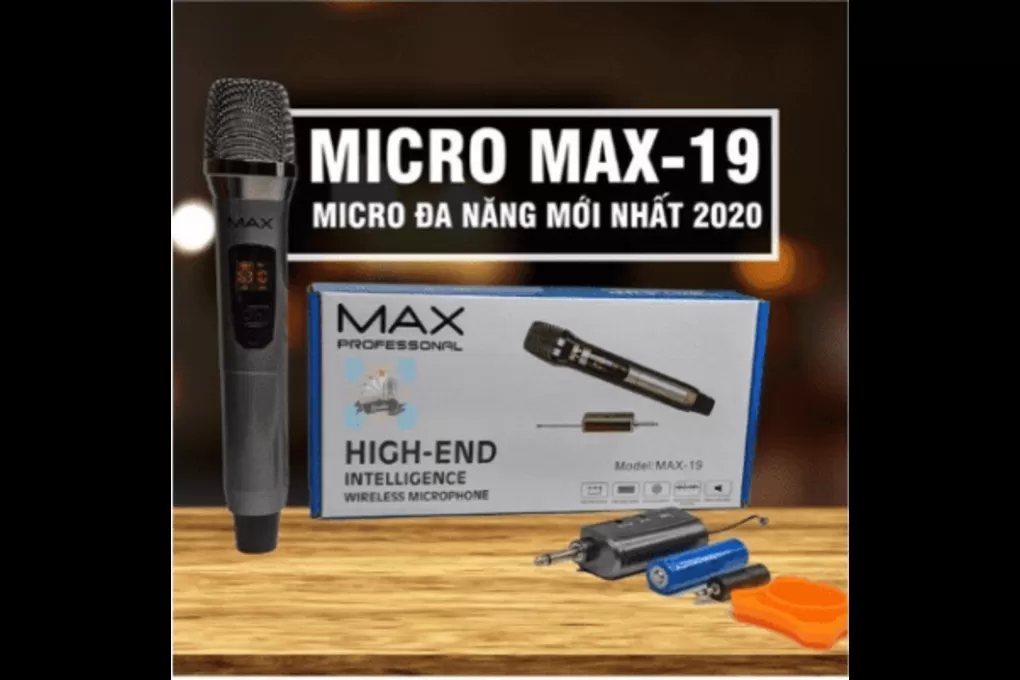 MICRO MAX-19
MICRO ĐA NĂNG MỚI NHẤT 2020
MAX
MAX
PROFESSONAL
HIGH-END
INTELLIGENCE
WIRELESS MICROPHONE
Model:MAX-19